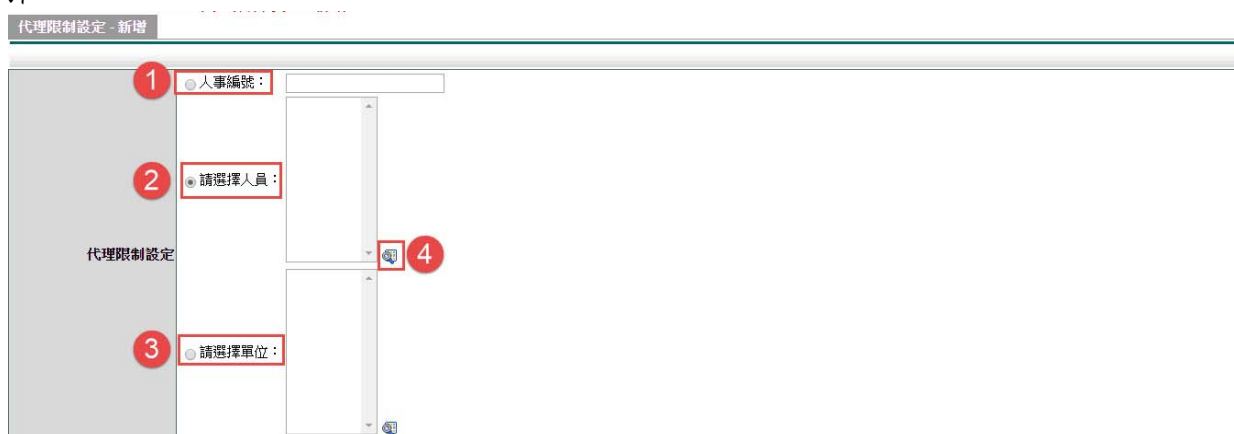 代理限制設定 - 新增
1 人事編號：
2 請選擇人員：
代理限制設定
4
3 請選擇單位：